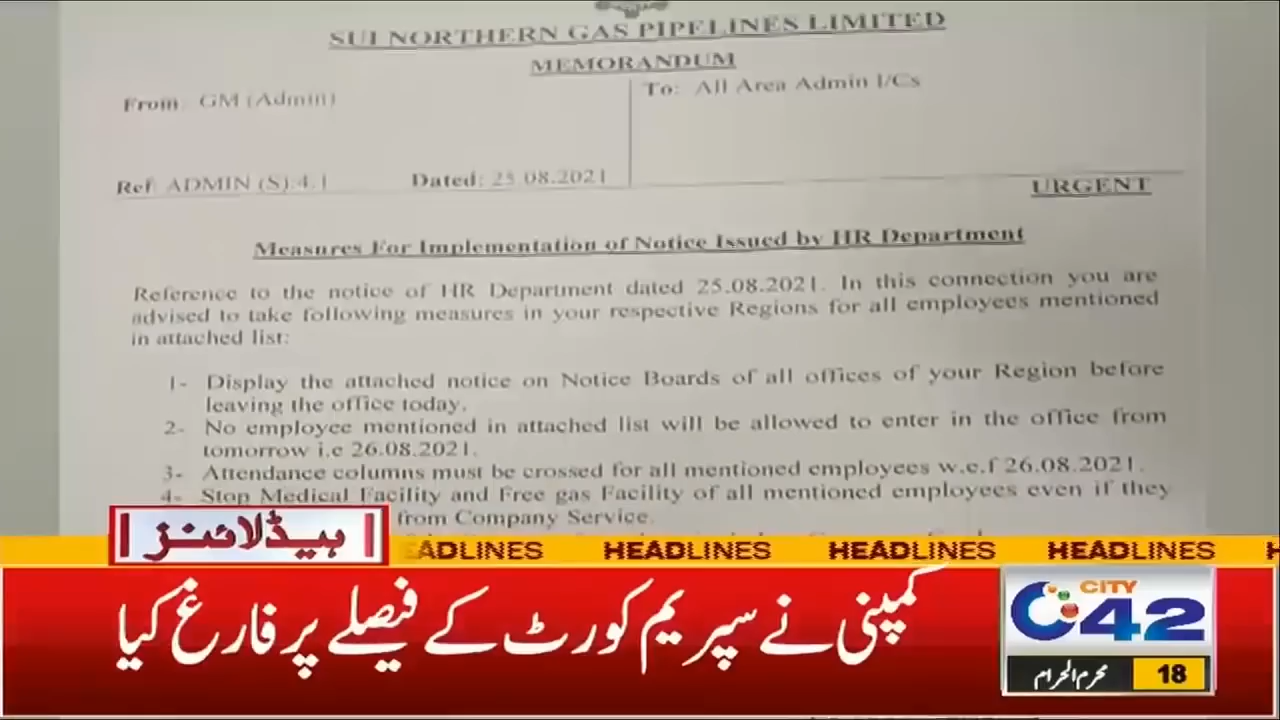 SUI NORTHERN GAS PIPELINES LIMITED
MEMORANDUM
From: GM (Admin)
To: All Area Admin I/Cs
Ref: ADMIN (S):4.1
Dated: 25.08.2021
URGENT
Measures For Implementation of Notice Issued by HR Department
Reference to the notice of HR Department dated 25.08.2021. In this connection you are
advised to take following measures in your respective Regions for all employees mentioned
in attached list:
1- Display the attached notice on Notice Boards of all offices of your Region before
leaving the office today.
2- No employee mentioned in attached list will be allowed to enter in the office from
tomorrow i.e 26.08.2021.
3- Attendance columns must be crossed for all mentioned employees w.e.f 26.08.2021.
4- Stop Medical Facility and Free gas Facility of all mentioned employees even if they
from Company Service.
ہیڈلائنز
EADLINES HEADLINES HEADLINES HEADLINES H
کمپنی نے سپریم کورٹ کے فیصلے پر فارغ کیا
CITY
42
18 محرم الحرام